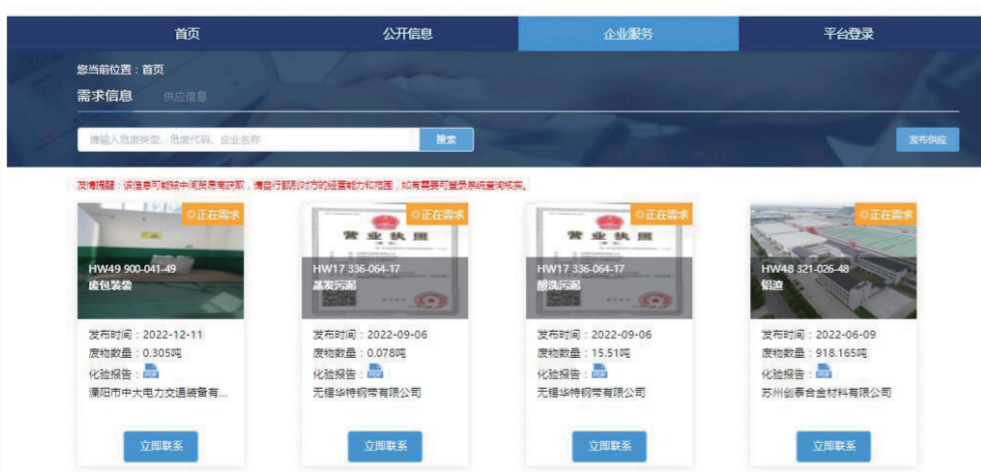 首页 公开信息 企业服务 平台登录
您当前位置：首页
需求信息 供应信息
请输入危废类型、危废代码、企业名称 搜索 发布供应
友情提醒：该信息可能被中间贸易商获取，请自行甄别对方的经营能力和范围，如有需要可登录系统查询核实。
正在需求 正在需求 正在需求 正在需求
营业执照 营业执照
HW49 900-041-49 HW17 336-064-17 HW17 336-064-17 HW48 321-026-48
废包装袋 蒸发污泥 酸洗污泥 铝渣
发布时间：2022-12-11 发布时间：2022-09-06 发布时间：2022-09-06 发布时间：2022-06-09
废物数量：0.305吨 废物数量：0.078吨 废物数量：15.51吨 废物数量：918.165吨
化验报告：PDF 化验报告：PDF 化验报告：PDF 化验报告：PDF
溧阳市中大电力交通装备有... 无锡华特钢带有限公司 无锡华特钢带有限公司 苏州创泰合金材料有限公司
立即联系 立即联系 立即联系 立即联系